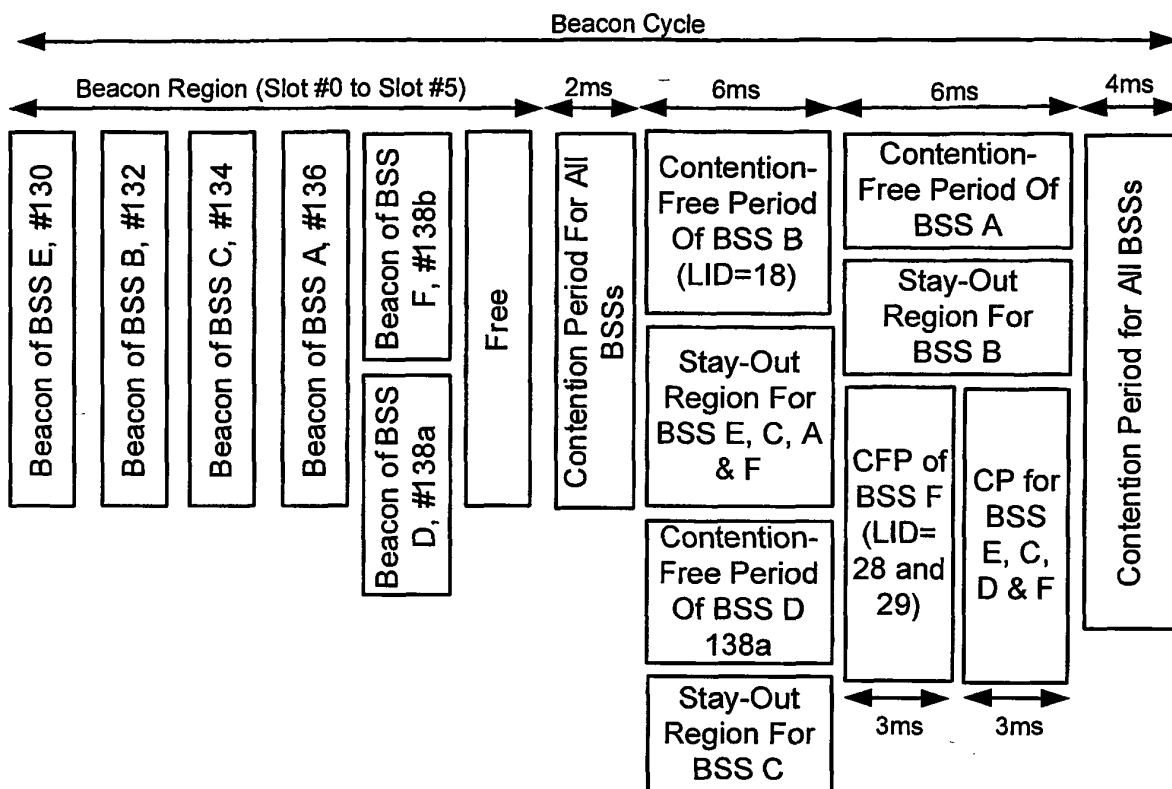 Beacon Cycle
Beacon Region (Slot #0 to Slot #5)
2ms
6ms
6ms
4ms
Beacon of BSS E, #130
Beacon of BSS B, #132
Beacon of BSS C, #134
Beacon of BSS A, #136
Beacon of BSS
F, #138b
Beacon of BSS
D, #138a
Free
Contention Period For All
BSSs
Contention-
Free Period
Of BSS B
(LID=18)
Stay-Out
Region For
BSS E, C, A
& F
Contention-
Free Period
Of BSS D
138a
Stay-Out
Region For
BSS C
Contention-
Free Period Of
BSS A
Stay-Out
Region For
BSS B
CFP of
BSS F
(LID=
28 and
29)
CP for
BSS
E, C,
D & F
3ms
3ms
Contention Period for All BSSs